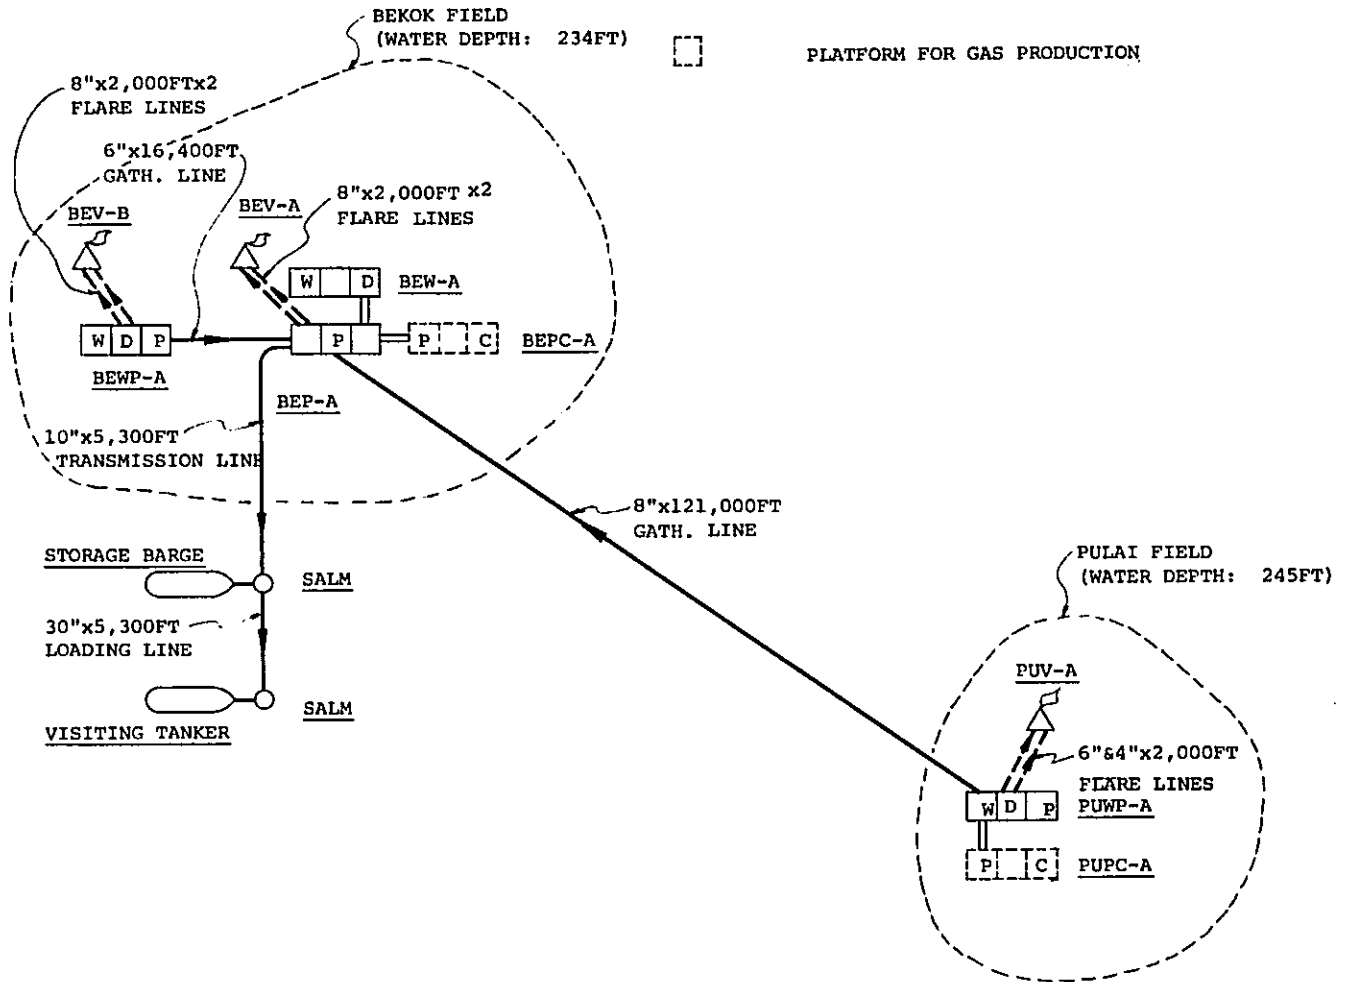 BEKOK FIELD
(WATER DEPTH: 234FT)
PLATFORM FOR GAS PRODUCTION
8"x2,000FTx2
FLARE LINES
6"x16,400FT
GATH. LINE
8"x2,000FT x2
FLARE LINES
BEV-B
BEV-A
W D
BEW-A
W D P
P
P C
BEPC-A
BEWP-A
BEP-A
10"x5,300FT
TRANSMISSION LINE
8"x121,000FT
GATH. LINE
STORAGE BARGE
SALM
PULAI FIELD
(WATER DEPTH: 245FT)
30"x5,300FT
LOADING LINE
SALM
VISITING TANKER
PUV-A
6"&4"x2,000FT
FLARE LINES
W D P
PUWP-A
P C
PUPC-A